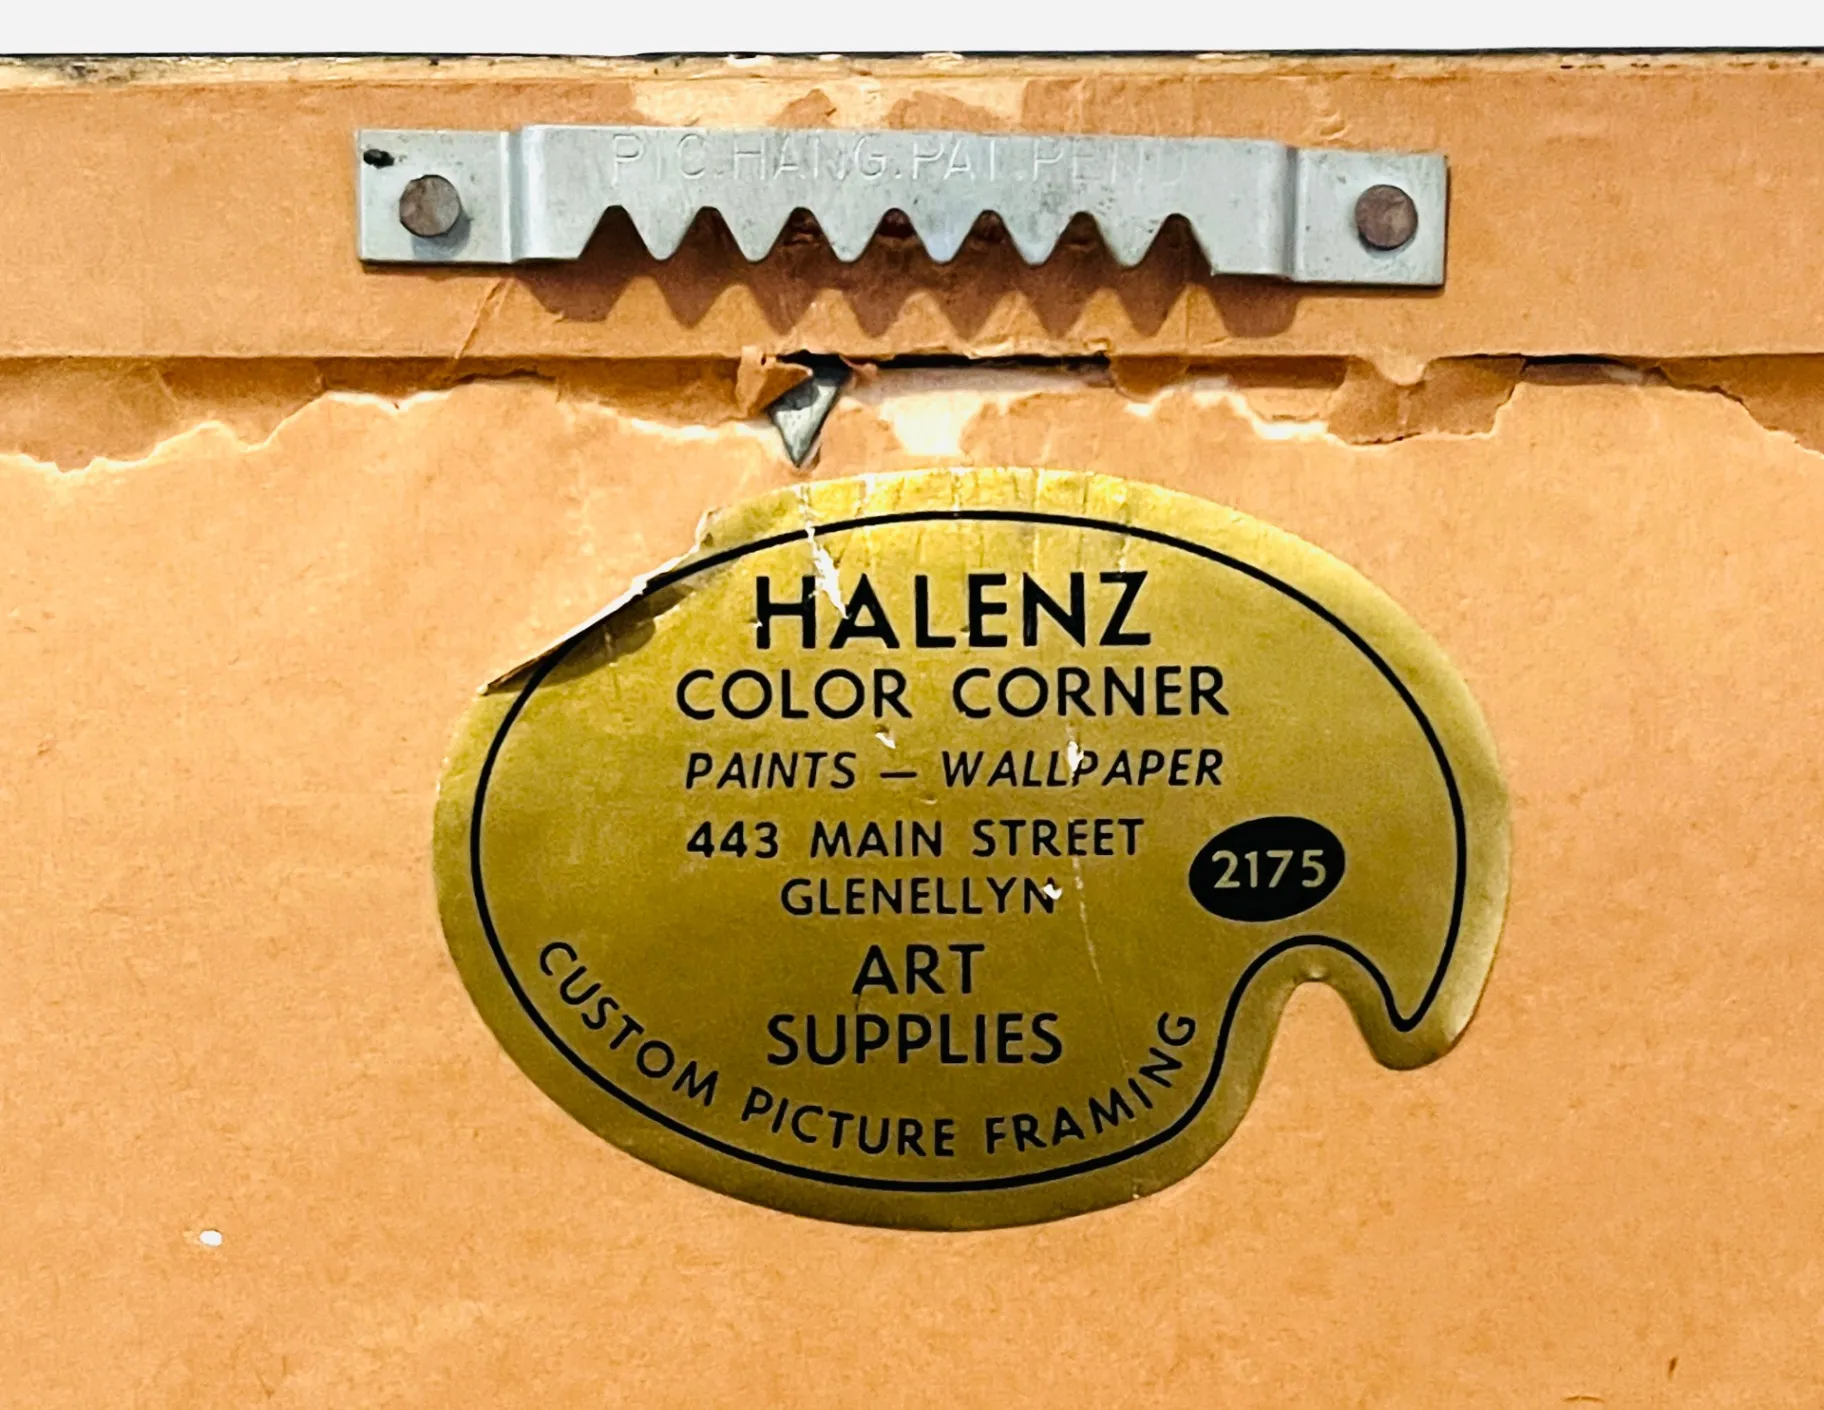 PIC.HANG.PAT.PEND
HALENZ
COLOR CORNER
PAINTS — WALLPAPER
443 MAIN STREET
GLENELLYN
2175
ART
SUPPLIES
CUSTOM PICTURE FRAMING